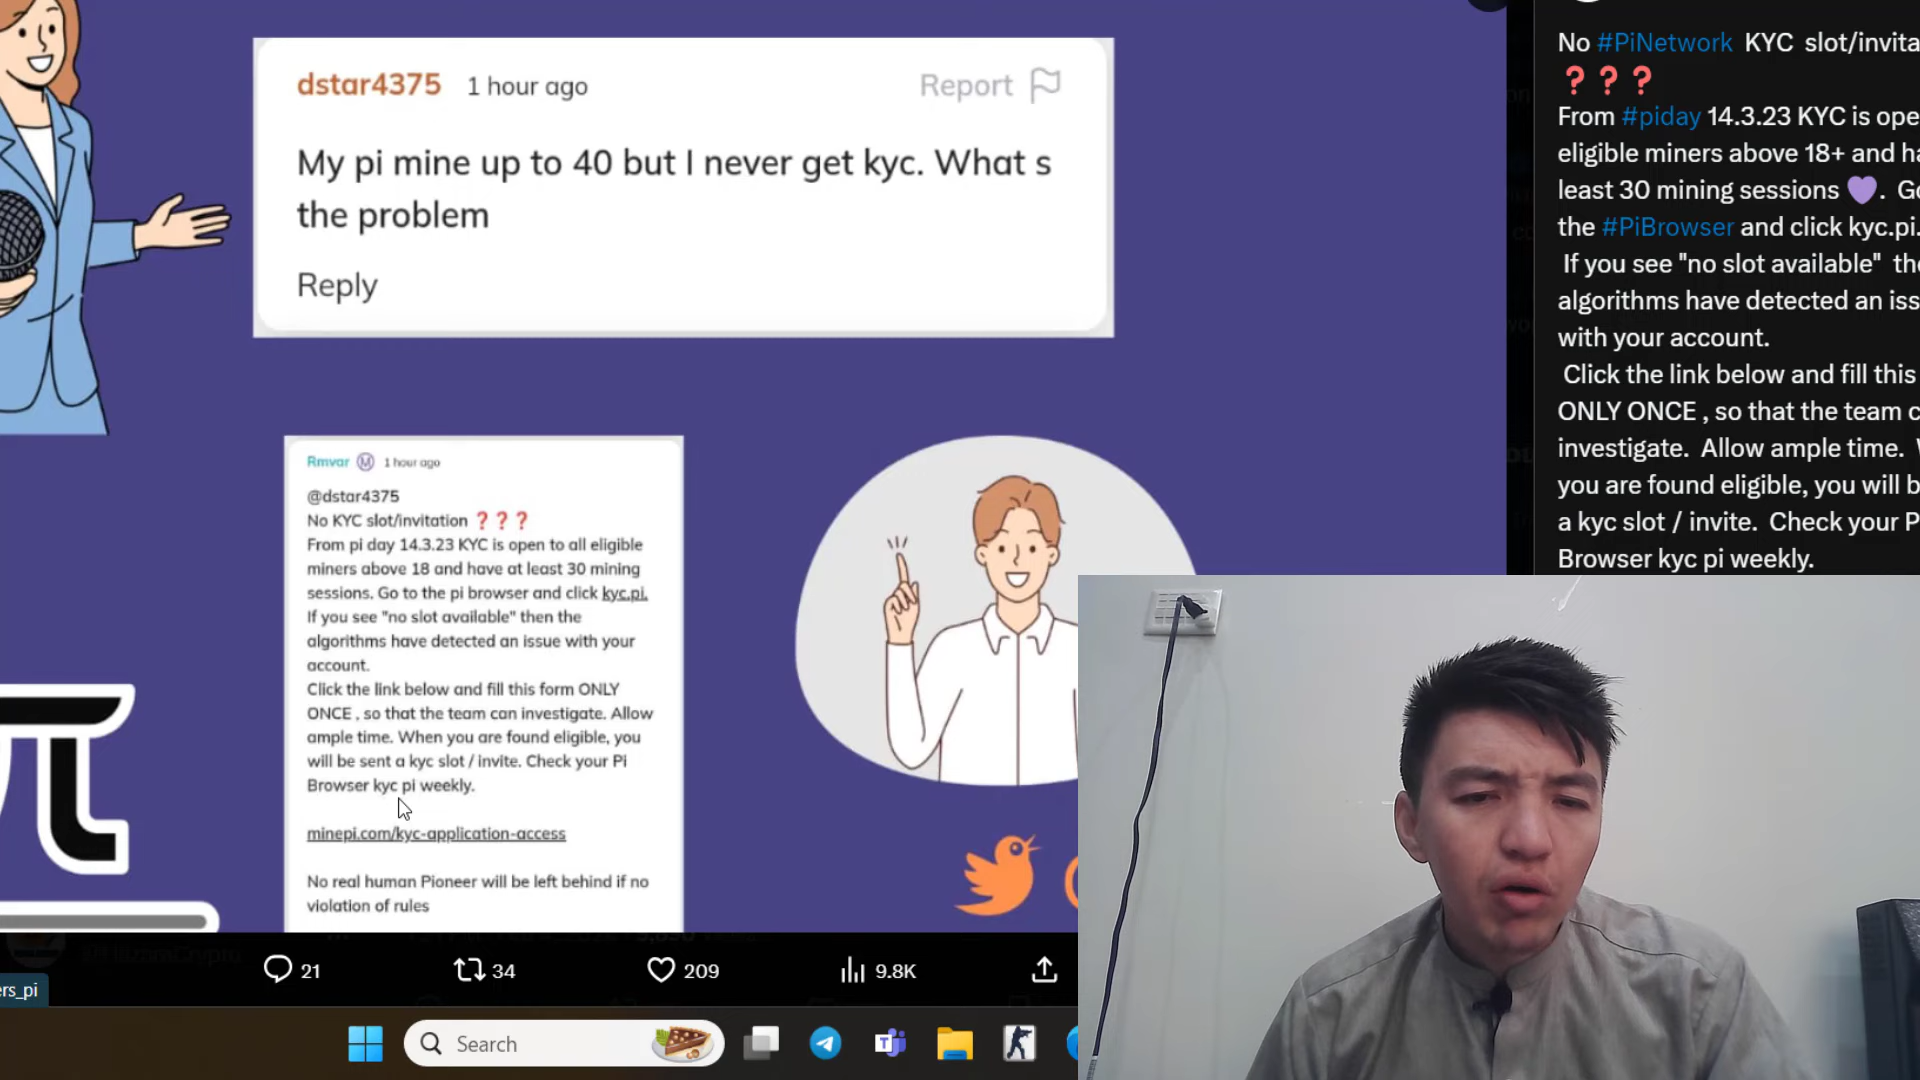 dstar4375 1 hour ago Report
My pi mine up to 40 but I never get kyc. What s
the problem
Reply
Rmvar M 1 hour ago
@dstar4375
No KYC slot/invitation ❓❓❓
From pi day 14.3.23 KYC is open to all eligible
miners above 18 and have at least 30 mining
sessions. Go to the pi browser and click kyc.pi.
If you see "no slot available" then the
algorithms have detected an issue with your
account.
Click the link below and fill this form ONLY
ONCE , so that the team can investigate. Allow
ample time. When you are found eligible, you
will be sent a kyc slot / invite. Check your Pi
Browser kyc pi weekly.
minepi.com/kyc-application-access
No real human Pioneer will be left behind if no
violation of rules
π
21 34 209 9.8K
ers_pi
Search
No #PiNetwork KYC slot/invita
❓❓❓
From #piday 14.3.23 KYC is ope
eligible miners above 18+ and ha
least 30 mining sessions 💜. Go
the #PiBrowser and click kyc.pi.
If you see "no slot available" the
algorithms have detected an iss
with your account.
Click the link below and fill this
ONLY ONCE , so that the team c
investigate. Allow ample time. W
you are found eligible, you will b
a kyc slot / invite. Check your P
Browser kyc pi weekly.